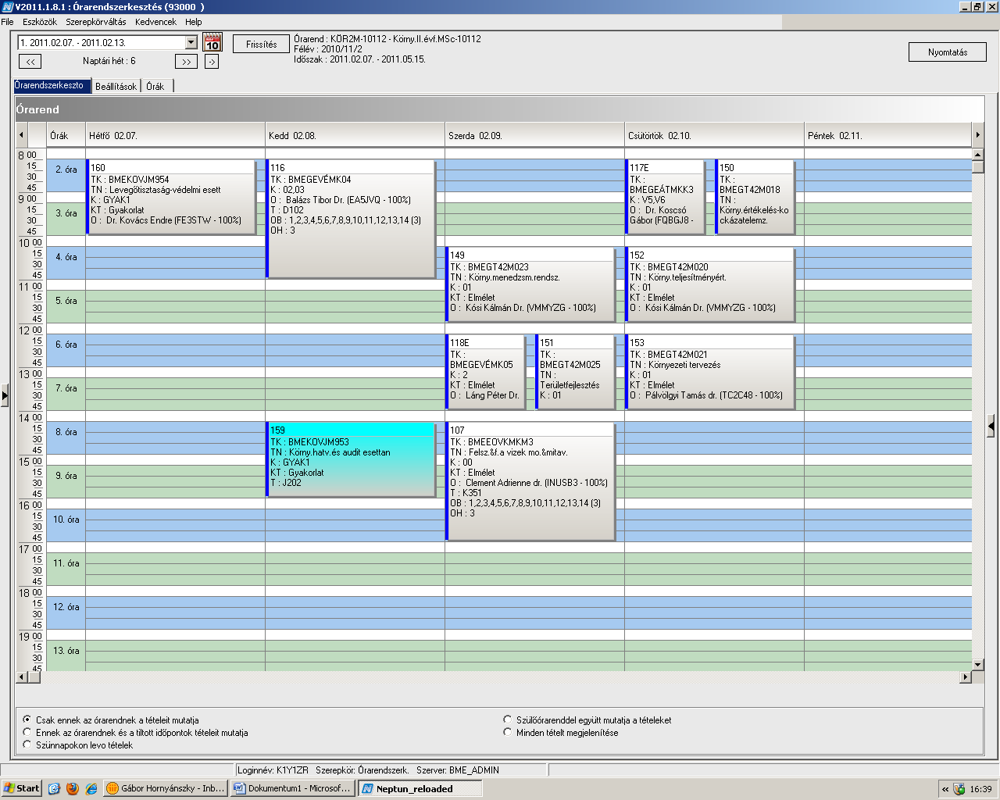 V2011.1.8.1 : Órarendszerkesztés (93000 )
File Eszközök Szerepkörváltás Kedvencek Help
1. 2011.02.07. - 2011.02.13.
10
Frissítés
Órarend : KÖR2M-10112 - Körny.II.évf.MSc-10112
Félév : 2010/11/2
Időszak : 2011.02.07. - 2011.05.15.
Nyomtatás
<< Naptári hét : 6 >> ->
Órarendszerkeszto Beállítások Órák
Órarend
Órák Hétfő 02.07. Kedd 02.08. Szerda 02.09. Csütörtök 02.10. Péntek 02.11.
8 00
15
30
45
9 00
15
30
45
10 00
15
30
45
11 00
15
30
45
12 00
15
30
45
13 00
15
30
45
14 00
15
30
45
15 00
15
30
45
16 00
15
30
45
17 00
15
30
45
18 00
15
30
45
19 00
15
30
45
2. óra
3. óra
4. óra
5. óra
6. óra
7. óra
8. óra
9. óra
10. óra
11. óra
12. óra
13. óra
160
TK : BMEKOVJM954
TN : Levegőtisztaság-védelmi esett
K : GYAK1
KT : Gyakorlat
O : Dr. Kovács Endre (FE3STW - 100%)
116
TK : BMEGEVÉMK04
K : 02,03
O : Balázs Tibor Dr. (EA5JVQ - 100%)
T : D102
OB : 1,2,3,4,5,6,7,8,9,10,11,12,13,14 (3)
OH : 3
159
TK : BMEKOVJM953
TN : Körny.hatv.és audit esettan
K : GYAK1
KT : Gyakorlat
T : J202
149
TK : BMEGT42M023
TN : Körny.menedzsm.rendsz.
K : 01
KT : Elmélet
O : Kósi Kálmán Dr. (VMMYZG - 100%)
118E
TK :
BMEGEVÉMK05
K : 2
KT : Elmélet
O : Láng Péter Dr.
151
TK :
BMEGT42M025
TN :
Területfejlesztés
K : 01
107
TK : BMEEOVKMKM3
TN : Felsz.&f.a vizek mo.&mitav.
K : 00
KT : Elmélet
O : Clement Adrienne dr. (INUSB3 - 100%)
T : K351
OB : 1,2,3,4,5,6,7,8,9,10,11,12,13,14 (3)
OH : 3
117E
TK :
BMEGEÁTMKK3
K : V5,V6
O : Dr. Koscsó
Gábor (FQBGJ8 -
150
TK :
BMEGT42M018
TN :
Körny.értékelés-ko
ckázatelemz.
152
TK : BMEGT42M020
TN : Körny.teljesítményért.
K : 01
KT : Elmélet
O : Kósi Kálmán Dr. (VMMYZG - 100%)
153
TK : BMEGT42M021
TN : Környezeti tervezés
K : 01
KT : Elmélet
O : Pálvölgyi Tamás dr. (TC2C48 - 100%)
Csak ennek az órarendnek a tételeit mutatja
Ennek az órarendnek és a tiltott időpontok tételeit mutatja
Szünnapokon levo tételek
Szülőórarenddel együtt mutatja a tételeket
Minden tételt megjelenítése
Loginnév: K1Y1ZR Szerepkör: Órarendszerk. Szerver: BME_ADMIN
Start Gábor Hornyánszky - Inb... Dokumentum1 - Microsof... Neptun_reloaded « 16:39